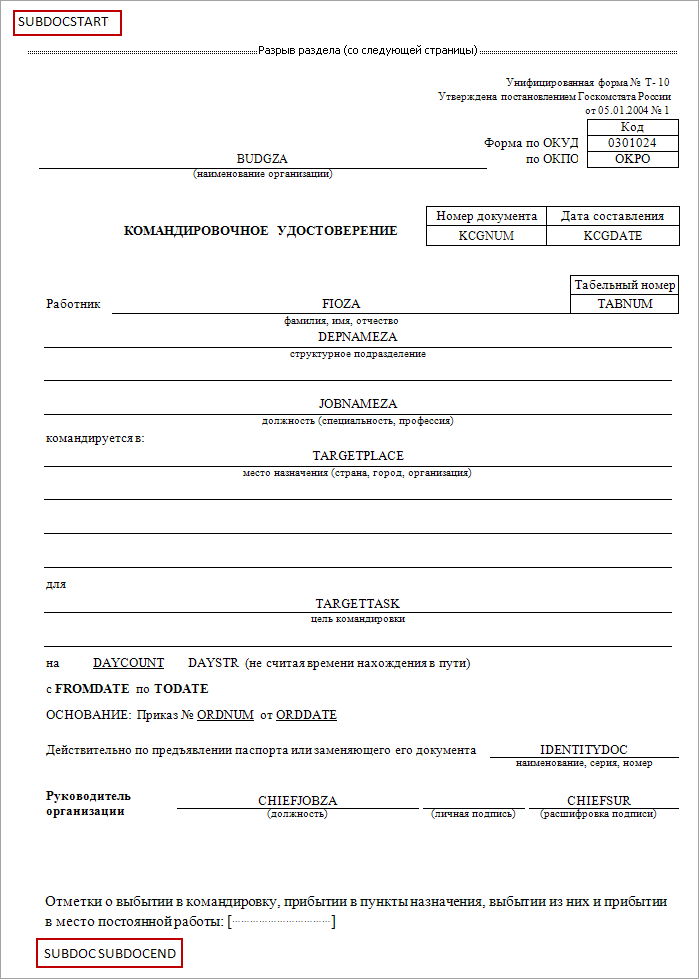 SUBDOCSTART
Разрыв раздела (со следующей страницы)
Унифицированная форма № Т- 10
Утверждена постановлением Госкомстата России
от 05.01.2004 № 1
Код
Форма по ОКУД 0301024
BUDGZA по ОКПО OKPO
(наименование организации)
Номер документа Дата составления
КОМАНДИРОВОЧНОЕ УДОСТОВЕРЕНИЕ KCGNUM KCGDATE
Табельный номер
Работник FIOZA TABNUM
фамилия, имя, отчество
DEPNAMEZA
структурное подразделение
JOBNAMEZA
должность (специальность, профессия)
командируется в:
TARGETPLACE
место назначения (страна, город, организация)
для
TARGETTASK
цель командировки
на DAYCOUNT DAYSTR (не считая времени нахождения в пути)
с FROMDATE по TODATE
ОСНОВАНИЕ: Приказ № ORDNUM от ORDDATE
Действительно по предъявлении паспорта или заменяющего его документа IDENTITYDOC
наименование, серия, номер
Руководитель
организации CHIEFJOBZA CHIEFSUR
(должность) (личная подпись) (расшифровка подписи)
Отметки о выбытии в командировку, прибытии в пункты назначения, выбытии из них и прибытии
в место постоянной работы: [....................................]
SUBDOC SUBDOCEND